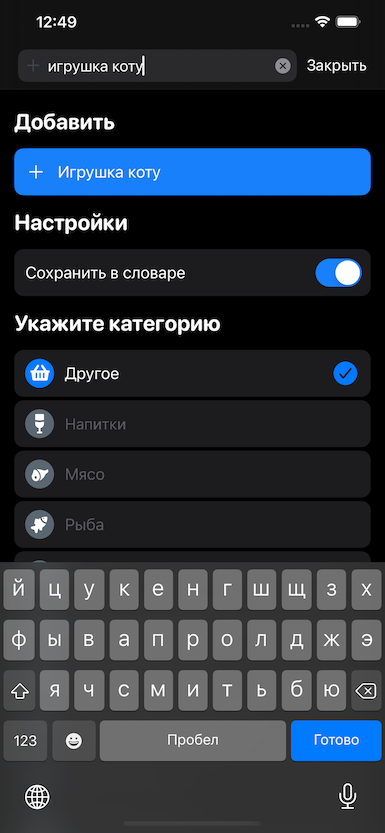 12:49
игрушка коту
Закрыть
Добавить
Игрушка коту
Настройки
Сохранить в словаре
Укажите категорию
Другое
Напитки
Мясо
Рыба
й ц у к е н г ш щ з х
ф ы в а п р о л д ж э
я ч с м и т ь б ю
123 Пробел Готово